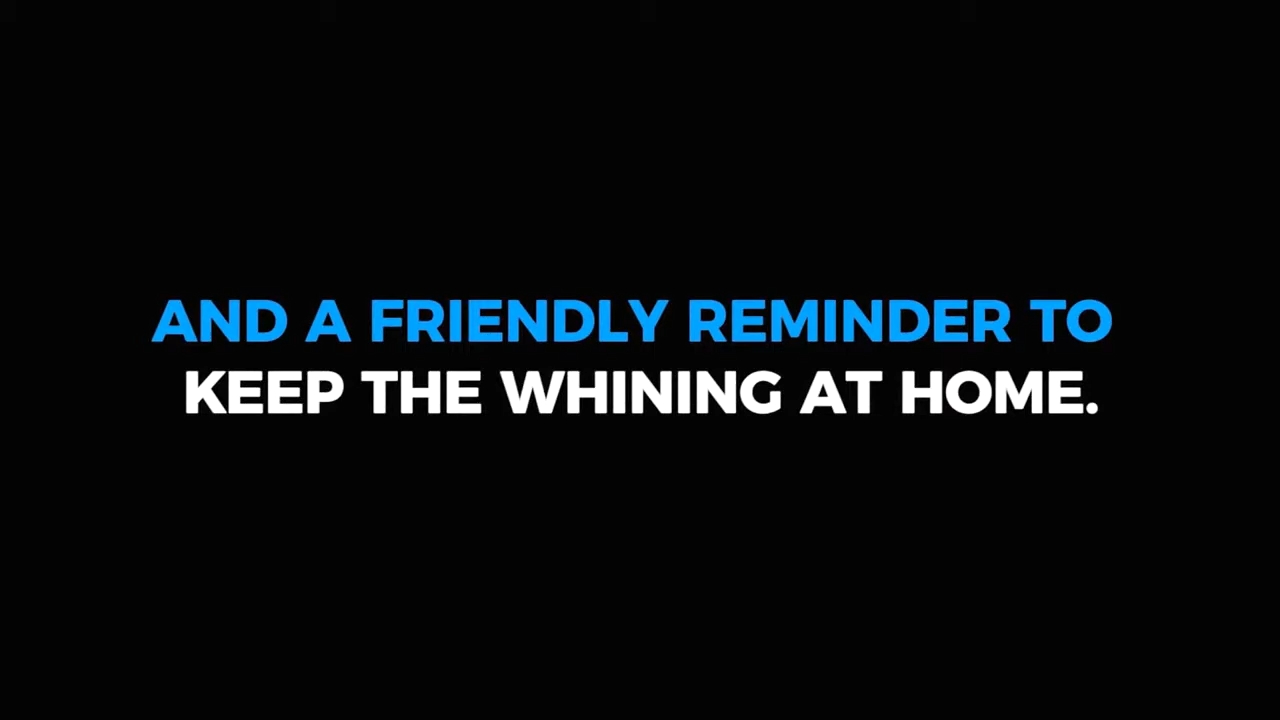 AND A FRIENDLY REMINDER TO
KEEP THE WHINING AT HOME.